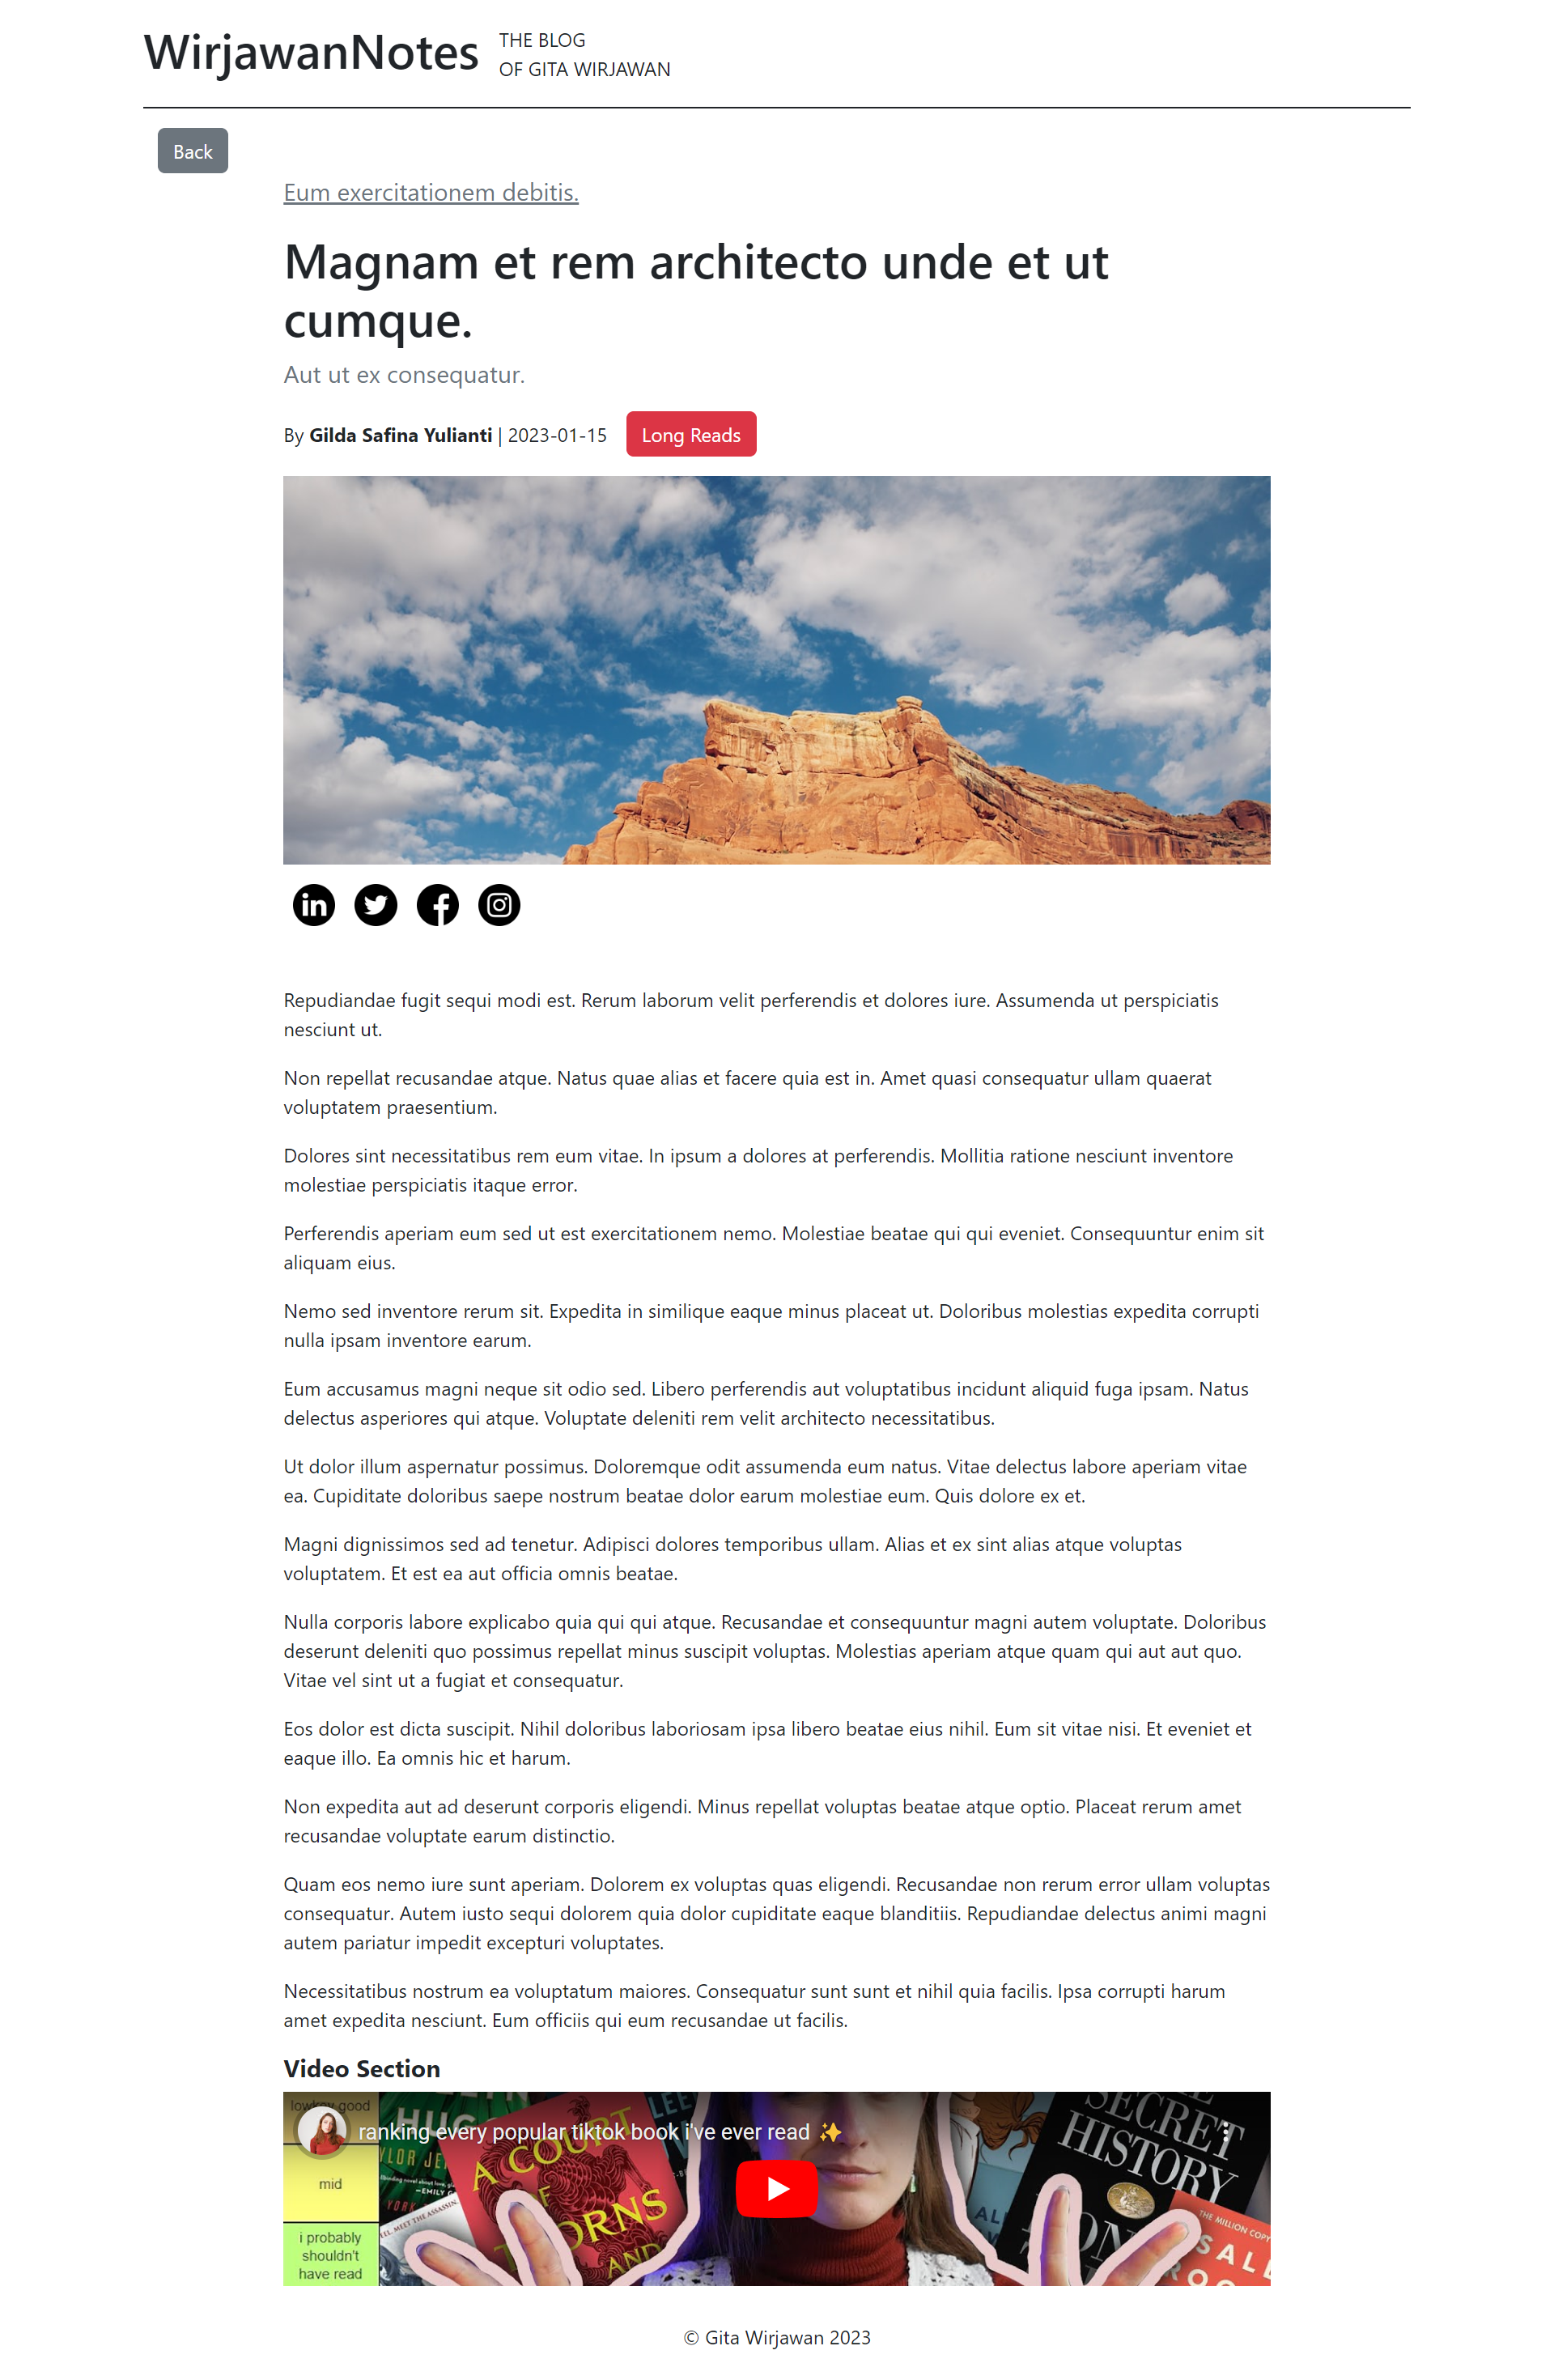 WirjawanNotes
THE BLOG
OF GITA WIRJAWAN
Back
Eum exercitationem debitis.
Magnam et rem architecto unde et ut
cumque.
Aut ut ex consequatur.
By Gilda Safina Yulianti | 2023-01-15
Long Reads
Repudiandae fugit sequi modi est. Rerum laborum velit perferendis et dolores iure. Assumenda ut perspiciatis
nesciunt ut.
Non repellat recusandae atque. Natus quae alias et facere quia est in. Amet quasi consequatur ullam quaerat
voluptatem praesentium.
Dolores sint necessitatibus rem eum vitae. In ipsum a dolores at perferendis. Mollitia ratione nesciunt inventore
molestiae perspiciatis itaque error.
Perferendis aperiam eum sed ut est exercitationem nemo. Molestiae beatae qui qui eveniet. Consequuntur enim sit
aliquam eius.
Nemo sed inventore rerum sit. Expedita in similique eaque minus placeat ut. Doloribus molestias expedita corrupti
nulla ipsam inventore earum.
Eum accusamus magni neque sit odio sed. Libero perferendis aut voluptatibus incidunt aliquid fuga ipsam. Natus
delectus asperiores qui atque. Voluptate deleniti rem velit architecto necessitatibus.
Ut dolor illum aspernatur possimus. Doloremque odit assumenda eum natus. Vitae delectus labore aperiam vitae
ea. Cupiditate doloribus saepe nostrum beatae dolor earum molestiae eum. Quis dolore ex et.
Magni dignissimos sed ad tenetur. Adipisci dolores temporibus ullam. Alias et ex sint alias atque voluptas
voluptatem. Et est ea aut officia omnis beatae.
Nulla corporis labore explicabo quia qui qui atque. Recusandae et consequuntur magni autem voluptate. Doloribus
deserunt deleniti quo possimus repellat minus suscipit voluptas. Molestias aperiam atque quam qui aut aut quo.
Vitae vel sint ut a fugiat et consequatur.
Eos dolor est dicta suscipit. Nihil doloribus laboriosam ipsa libero beatae eius nihil. Eum sit vitae nisi. Et eveniet et
eaque illo. Ea omnis hic et harum.
Non expedita aut ad deserunt corporis eligendi. Minus repellat voluptas beatae atque optio. Placeat rerum amet
recusandae voluptate earum distinctio.
Quam eos nemo iure sunt aperiam. Dolorem ex voluptas quas eligendi. Recusandae non rerum error ullam voluptas
consequatur. Autem iusto sequi dolorem quia dolor cupiditate eaque blanditiis. Repudiandae delectus animi magni
autem pariatur impedit excepturi voluptates.
Necessitatibus nostrum ea voluptatum maiores. Consequatur sunt sunt et nihil quia facilis. Ipsa corrupti harum
amet expedita nesciunt. Eum officiis qui eum recusandae ut facilis.
Video Section
ranking every popular tiktok book i've ever read ✨
mid
i probably
shouldn't
have read
A COURT
OF
AND
SECRET
HISTORY
THE MILLION COPY
© Gita Wirjawan 2023